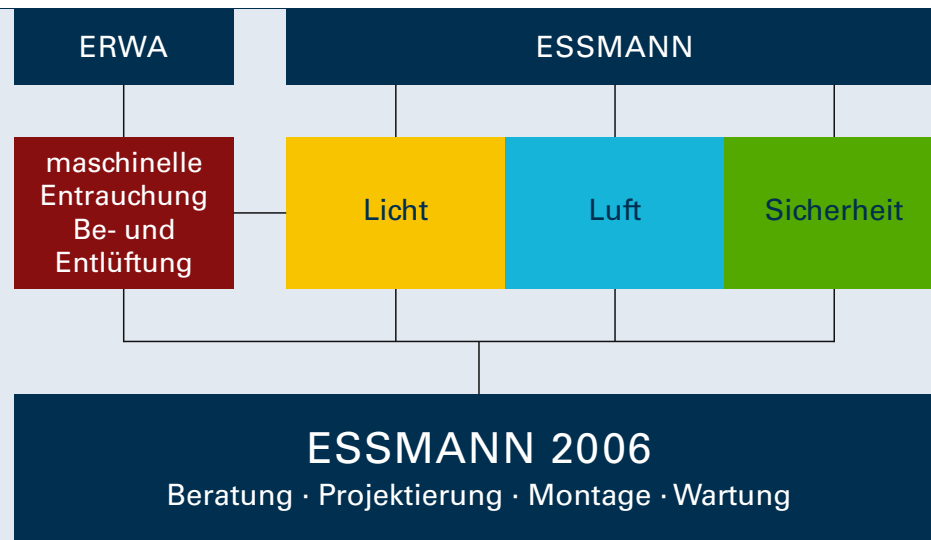 ERWA
ESSMANN
maschinelle
Entrauchung
Be- und
Entlüftung
Licht
Luft
Sicherheit
ESSMANN 2006
Beratung · Projektierung · Montage · Wartung